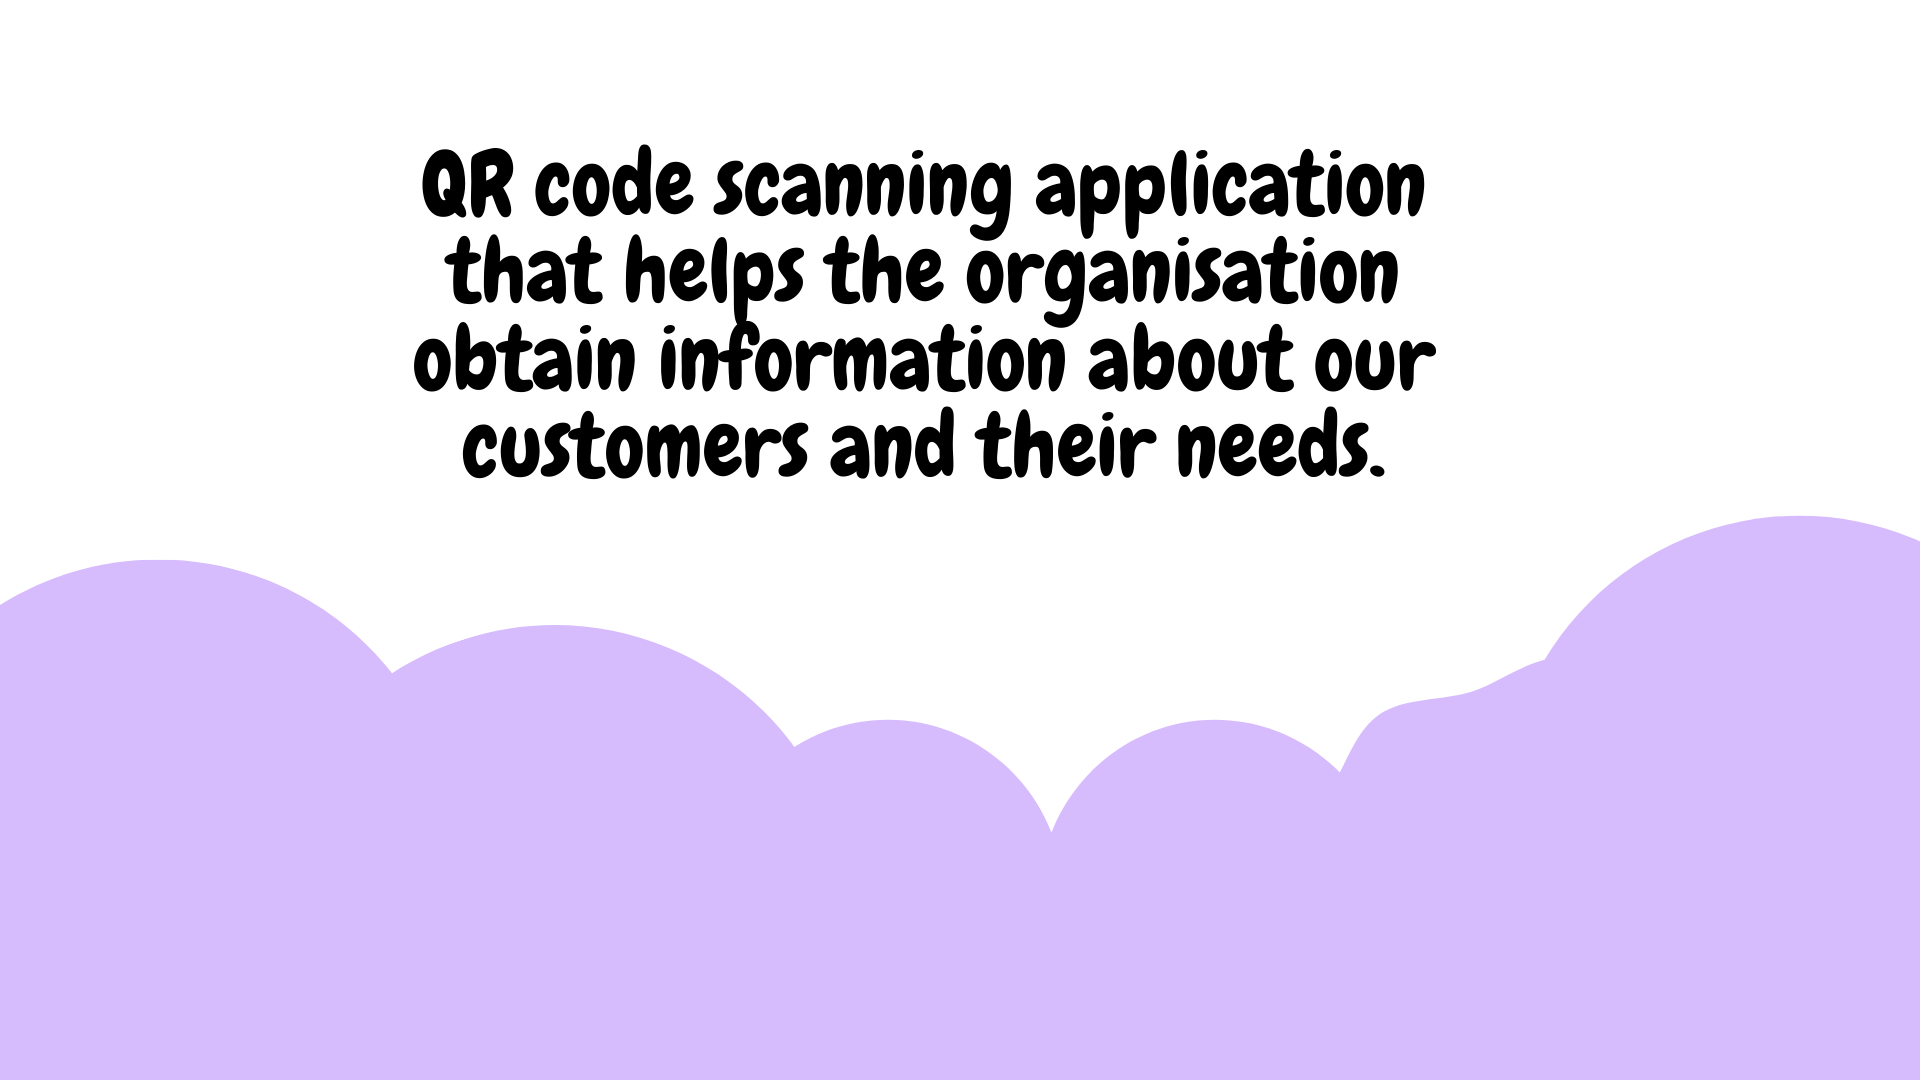 QR code scanning application
that helps the organisation
obtain information about our
customers and their needs.